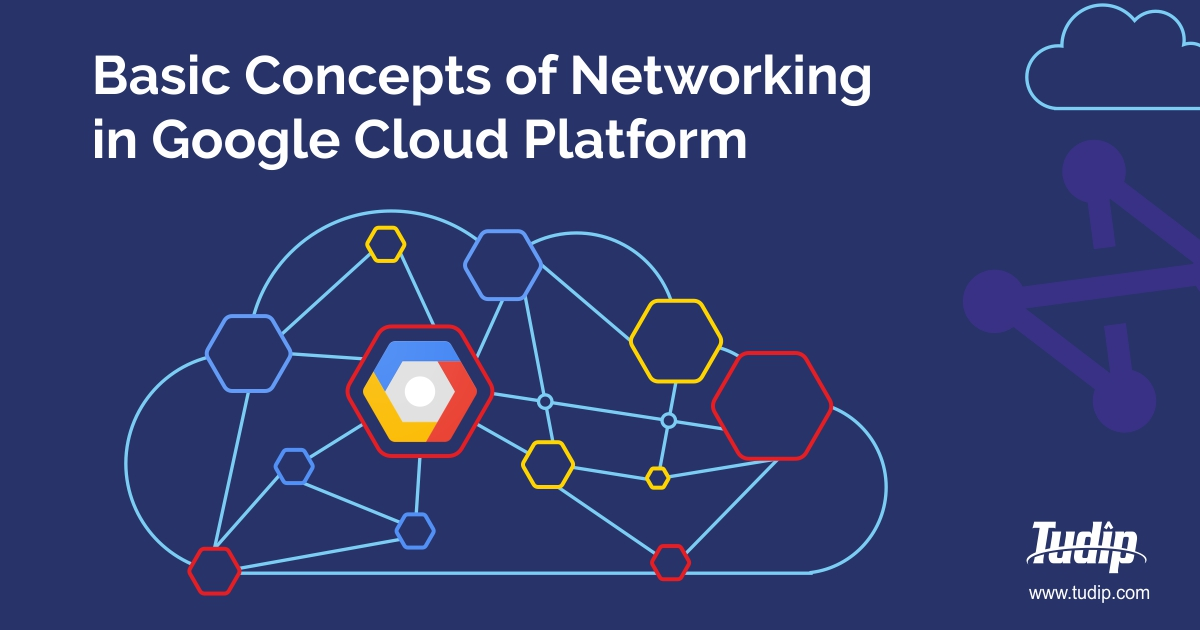 Basic Concepts of Networking
in Google Cloud Platform
Tudip
www.tudip.com